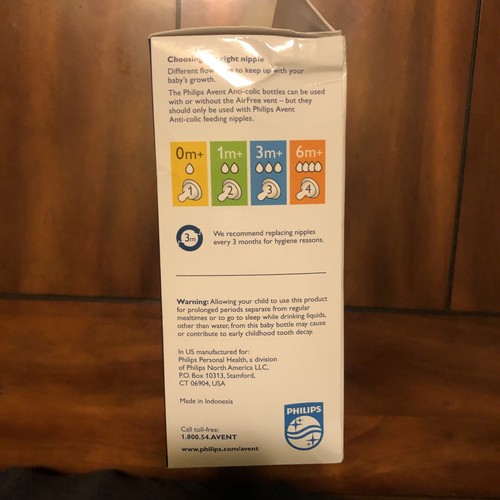 Choosing right nipple
Different flow to keep up with your
baby's growth.
The Philips Avent Anti-colic bottles can be used
with or without the AirFree vent – but they
should only be used with Philips Avent
Anti-colic feeding nipples.
0m+ 1m+ 3m+ 6m+
1 2 3 4
3m
We recommend replacing nipples
every 3 months for hygiene reasons.
Warning: Allowing your child to use this product
for prolonged periods separate from regular
mealtimes or to go to sleep while drinking liquids,
other than water, from this baby bottle may cause
or contribute to early childhood tooth decay.
In US manufactured for:
Philips Personal Health, a division
of Philips North America LLC,
P.O. Box 10313, Stamford,
CT 06904, USA
Made in Indonesia
Call toll-free:
1.800.54.AVENT
www.philips.com/avent
PHILIPS